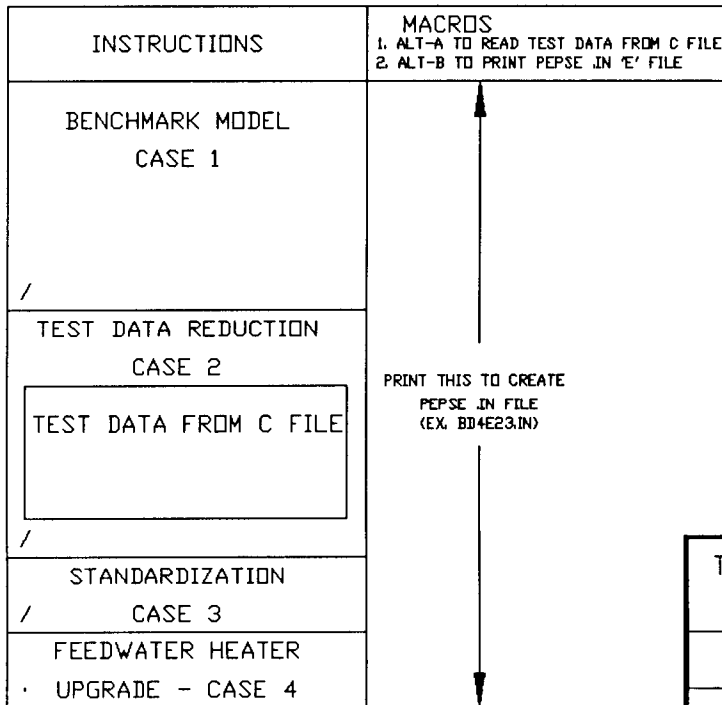 INSTRUCTIONS
MACROS
1. ALT-A TO READ TEST DATA FROM C FILE
2. ALT-B TO PRINT PEPSE .IN 'E' FILE
BENCHMARK MODEL
CASE 1
/
TEST DATA REDUCTION
CASE 2
TEST DATA FROM C FILE
/
PRINT THIS TO CREATE
PEPSE .IN FILE
(EX. BD4E23.IN)
STANDARDIZATION
/ CASE 3
FEEDWATER HEATER
. UPGRADE - CASE 4
T